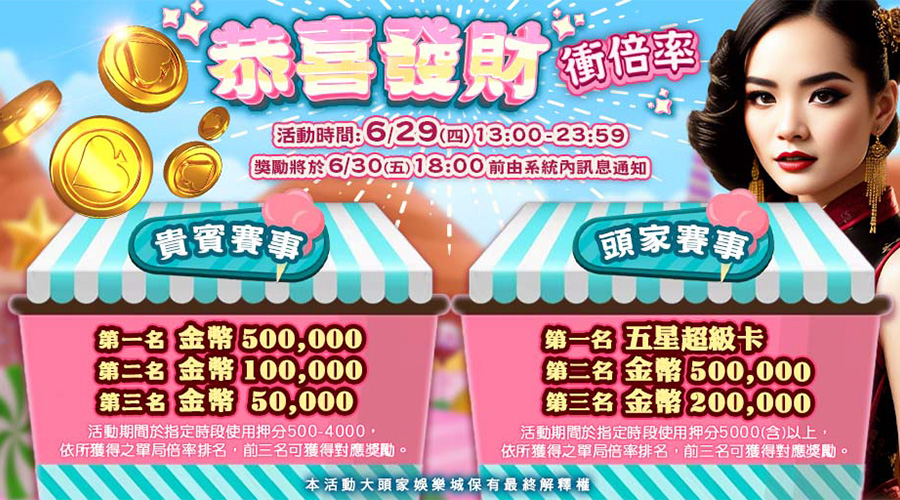 恭喜發財 衝倍率
活動時間:6/29(四)13:00-23:59
獎勵將於6/30(五)18:00前由系統內訊息通知
貴賓賽事
第一名 金幣 500,000
第二名 金幣 100,000
第三名 金幣 50,000
活動期間於指定時段使用押分500-4000，
依所獲得之單局倍率排名，前三名可獲得對應獎勵。
頭家賽事
第一名 五星超級卡
第二名 金幣 500,000
第三名 金幣 200,000
活動期間於指定時段使用押分5000(含)以上，
依所獲得之單局倍率排名，前三名可獲得對應獎勵。
本活動大頭家娛樂城保有最終解釋權